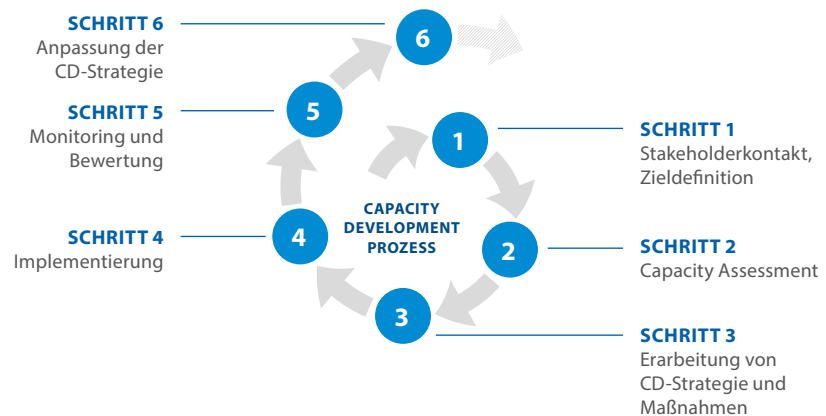 SCHRITT 6
Anpassung der
CD-Strategie
SCHRITT 5
Monitoring und
Bewertung
SCHRITT 4
Implementierung
6
5
4
1
2
3
CAPACITY
DEVELOPMENT
PROZESS
SCHRITT 1
Stakeholderkontakt,
Zieldefinition
SCHRITT 2
Capacity Assessment
SCHRITT 3
Erarbeitung von
CD-Strategie und
Maßnahmen